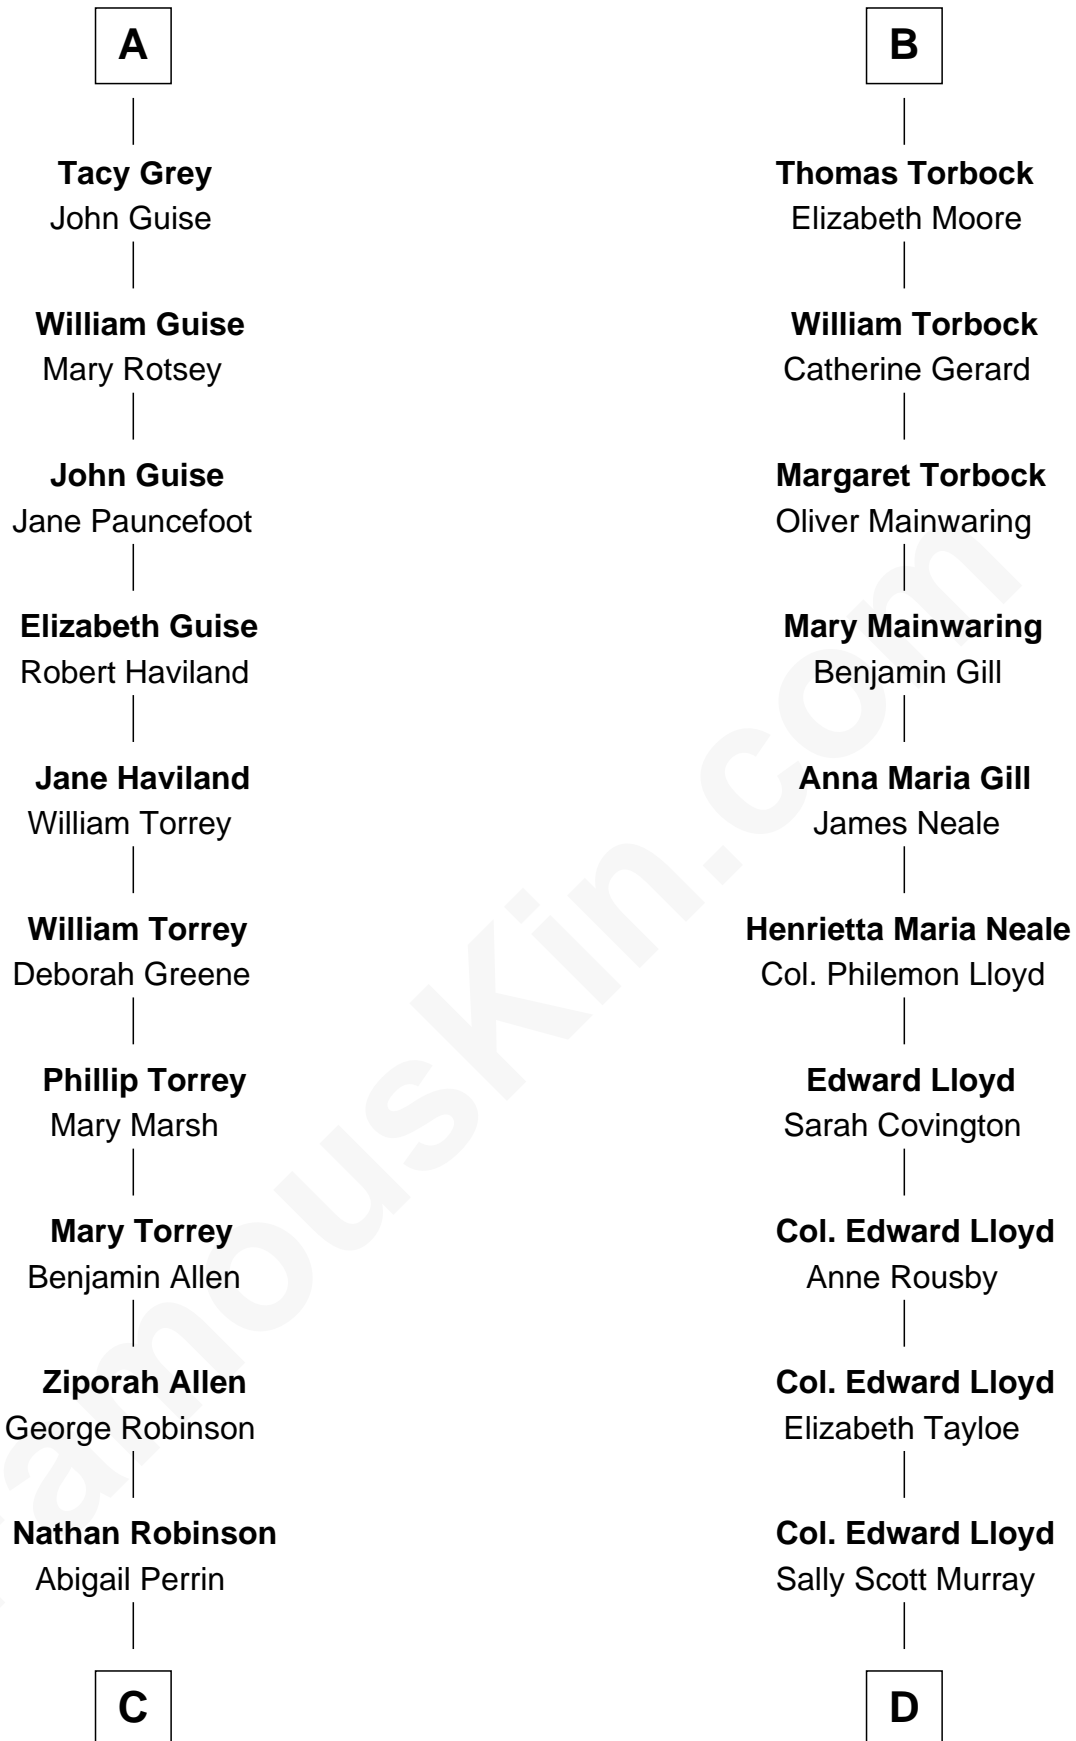 A
Tacy Grey
John Guise
William Guise
Mary Rotsey
John Guise
Jane Pauncefoot
Elizabeth Guise
Robert Haviland
Jane Haviland
William Torrey
William Torrey
Deborah Greene
Phillip Torrey
Mary Marsh
Mary Torrey
Benjamin Allen
Ziporah Allen
George Robinson
Nathan Robinson
Abigail Perrin
C
B
Thomas Torbock
Elizabeth Moore
William Torbock
Catherine Gerard
Margaret Torbock
Oliver Mainwaring
Mary Mainwaring
Benjamin Gill
Anna Maria Gill
James Neale
Henrietta Maria Neale
Col. Philemon Lloyd
Edward Lloyd
Sarah Covington
Col. Edward Lloyd
Anne Rousby
Col. Edward Lloyd
Elizabeth Tayloe
Col. Edward Lloyd
Sally Scott Murray
D
FamousKin.com